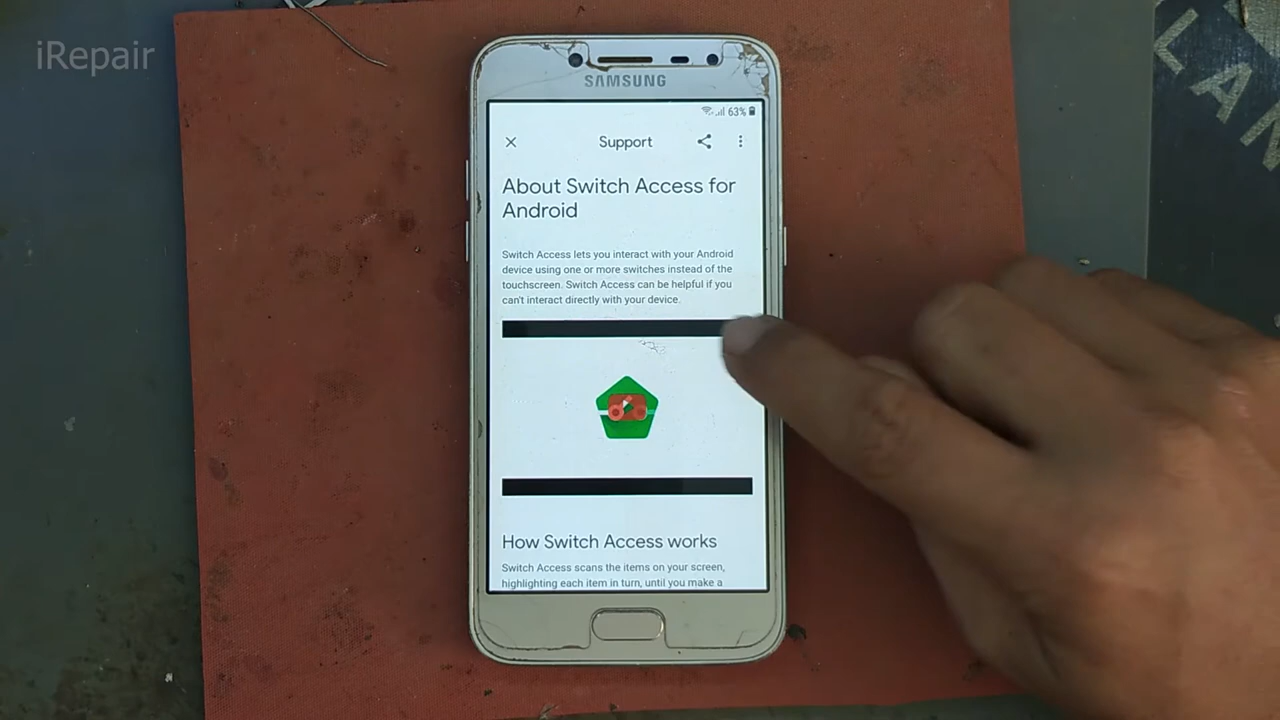 iRepair
SAMSUNG
63%
Support
About Switch Access for
Android
Switch Access lets you interact with your Android
device using one or more switches instead of the
touchscreen. Switch Access can be helpful if you
can't interact directly with your device.
How Switch Access works
Switch Access scans the items on your screen,
highlighting each item in turn, until you make a
LAN